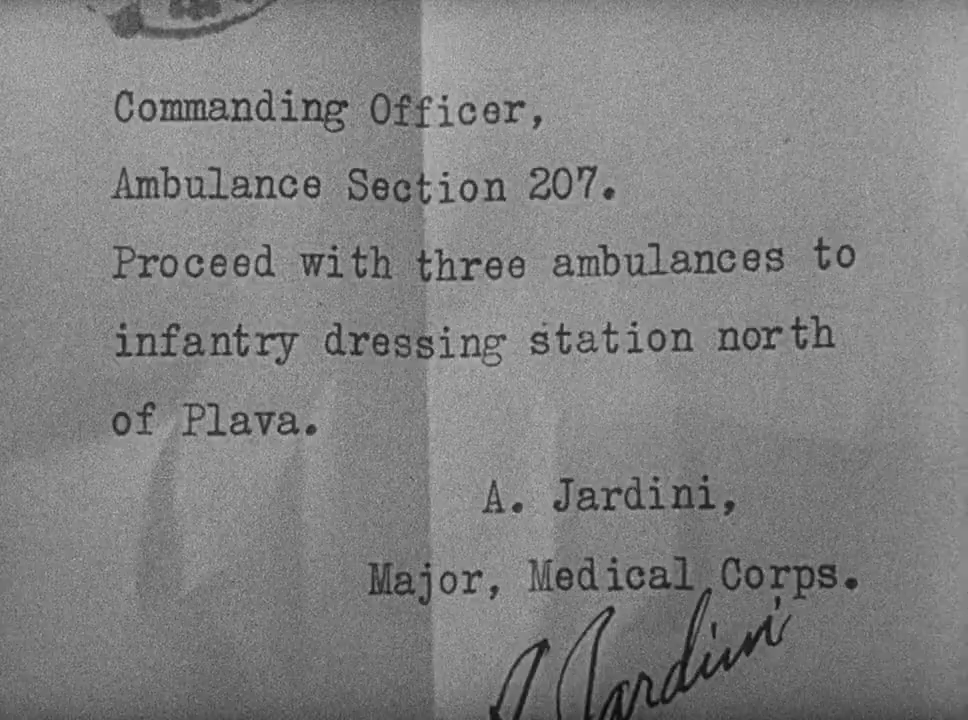 Commanding Officer,
Ambulance Section 207.
Proceed with three ambulances to
infantry dressing station north
of Plava.
A. Jardini,
Major, Medical Corps.
A Jardini